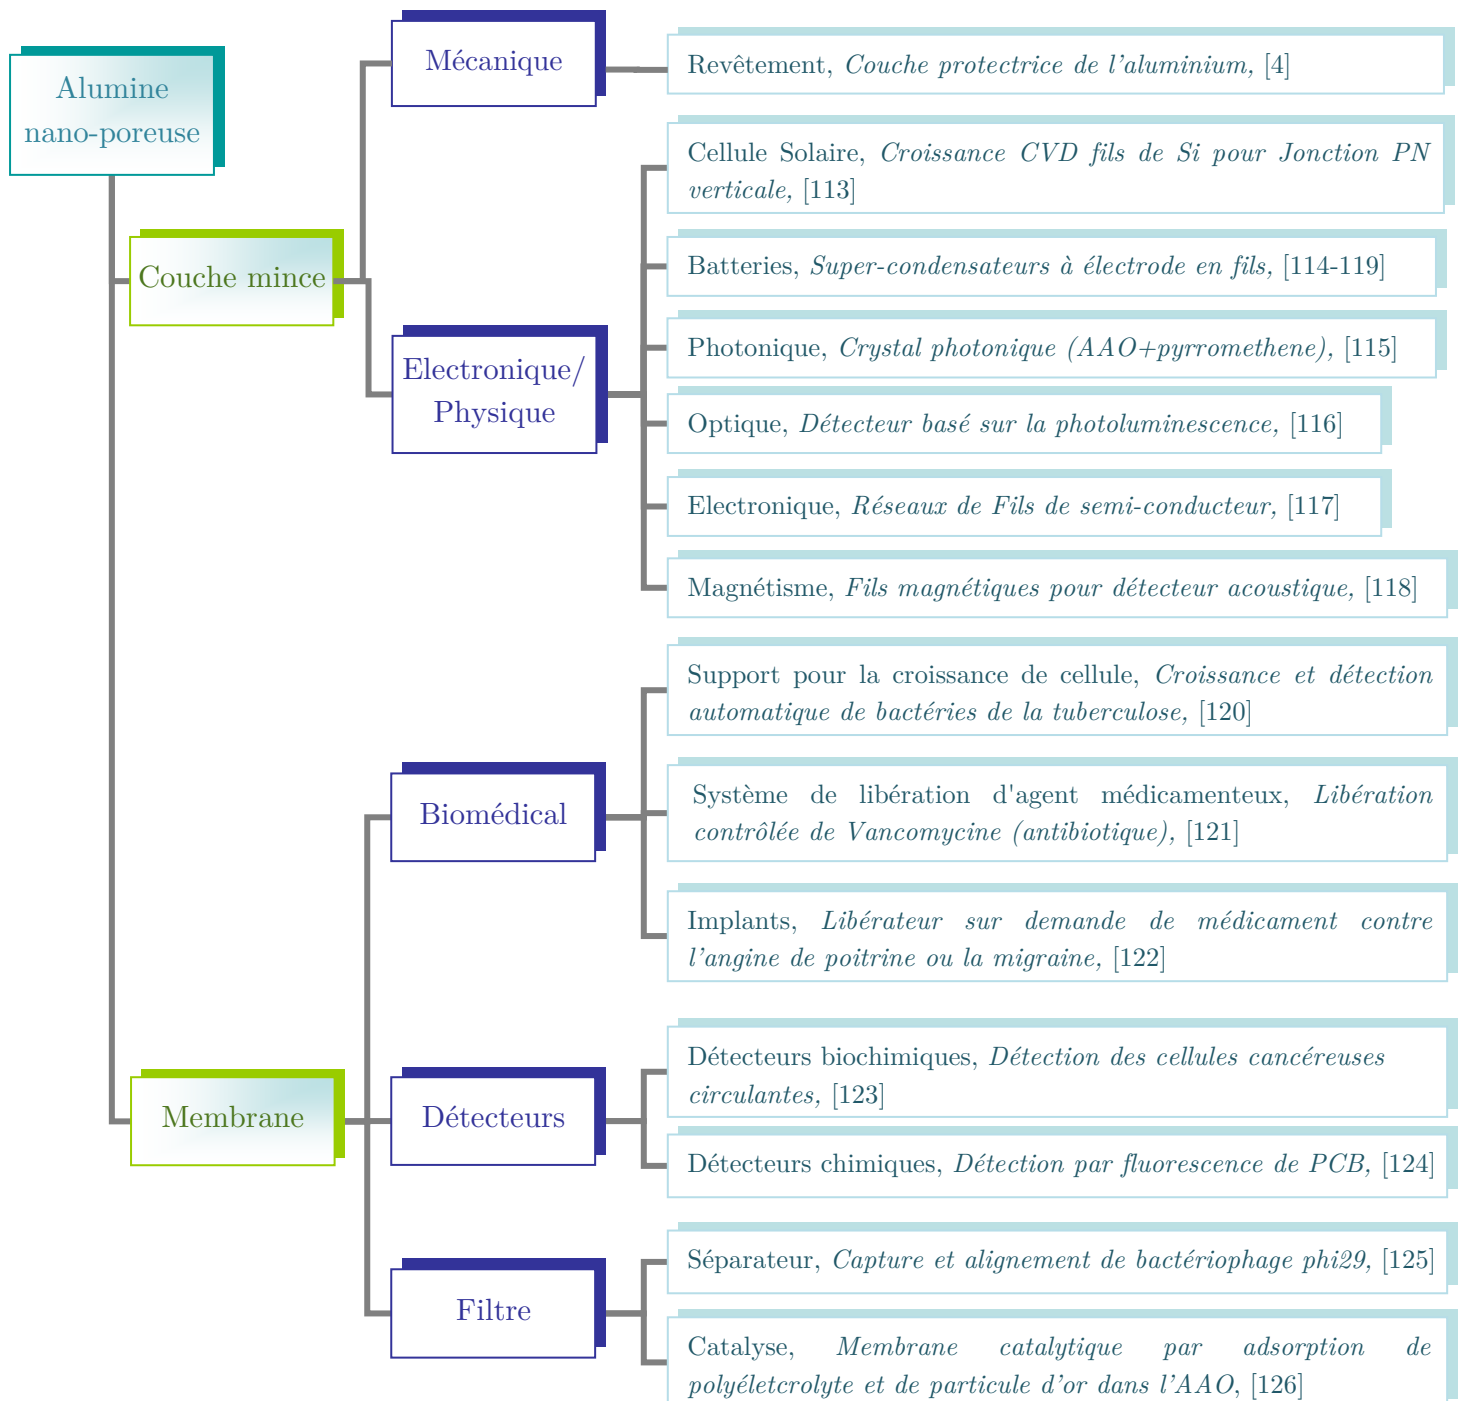 Alumine
nano-poreuse
Couche mince
Mécanique
Revêtement, Couche protectrice de l'aluminium, [4]
Electronique/
Physique
Cellule Solaire, Croissance CVD fils de Si pour Jonction PN
verticale, [113]
Batteries, Super-condensateurs à électrode en fils, [114-119]
Photonique, Crystal photonique (AAO+pyrromethene), [115]
Optique, Détecteur basé sur la photoluminescence, [116]
Electronique, Réseaux de Fils de semi-conducteur, [117]
Magnétisme, Fils magnétiques pour détecteur acoustique, [118]
Membrane
Biomédical
Support pour la croissance de cellule, Croissance et détection
automatique de bactéries de la tuberculose, [120]
Système de libération d'agent médicamenteux, Libération
contrôlée de Vancomycine (antibiotique), [121]
Implants, Libérateur sur demande de médicament contre
l'angine de poitrine ou la migraine, [122]
Détecteurs
Détecteurs biochimiques, Détection des cellules cancéreuses
circulantes, [123]
Détecteurs chimiques, Détection par fluorescence de PCB, [124]
Filtre
Séparateur, Capture et alignement de bactériophage phi29, [125]
Catalyse, Membrane catalytique par adsorption de
polyéletcrolyte et de particule d'or dans l'AAO, [126]